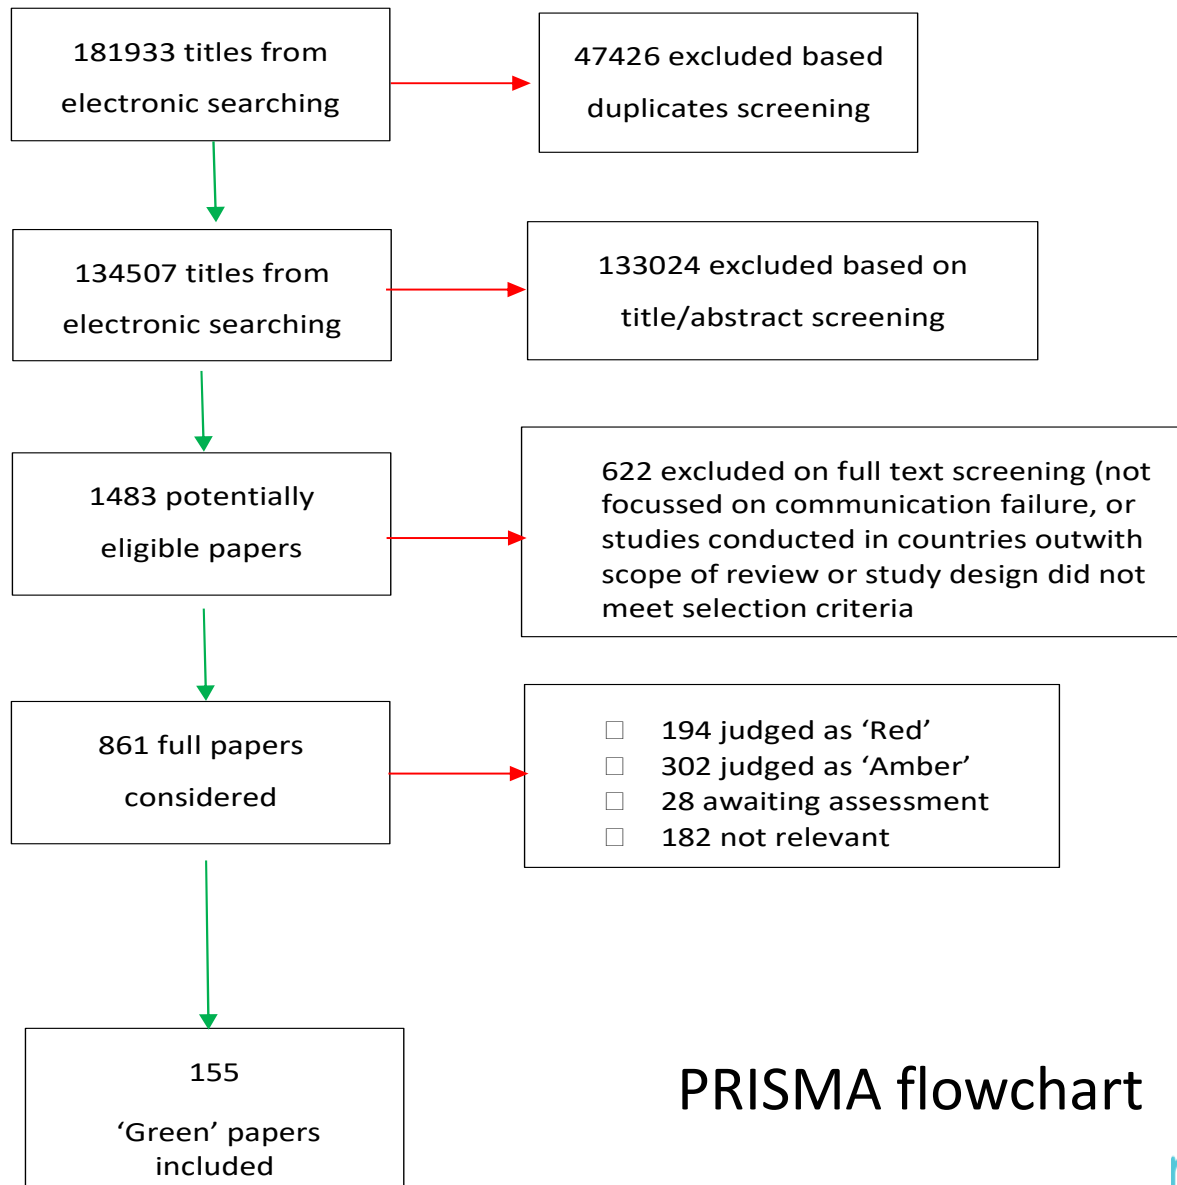 181933 titles from
electronic searching
47426 excluded based
duplicates screening
134507 titles from
electronic searching
133024 excluded based on
title/abstract screening
1483 potentially
eligible papers
622 excluded on full text screening (not
focussed on communication failure, or
studies conducted in countries outwith
scope of review or study design did not
meet selection criteria
861 full papers
considered
194 judged as ‘Red’
302 judged as ‘Amber’
28 awaiting assessment
182 not relevant
155
‘Green’ papers
included
PRISMA flowchart